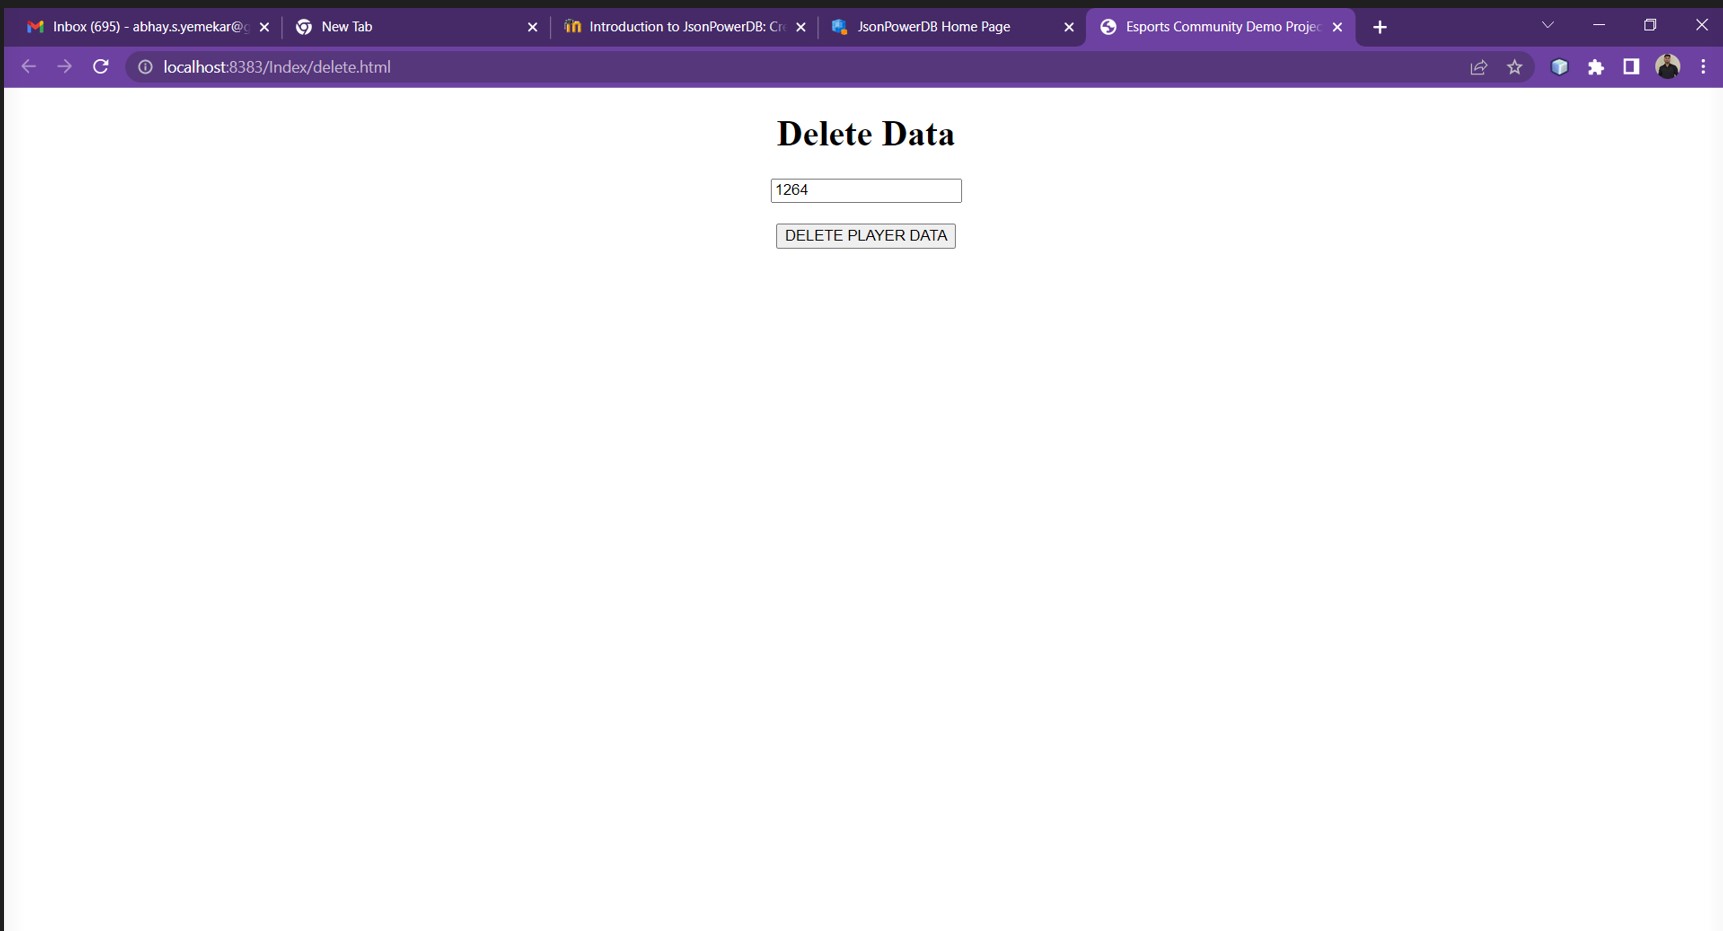 Inbox (695) - abhay.s.yemekar@g
New Tab
Introduction to JsonPowerDB: Cre
JsonPowerDB Home Page
Esports Community Demo Projec
localhost:8383/Index/delete.html
Delete Data
1264
DELETE PLAYER DATA